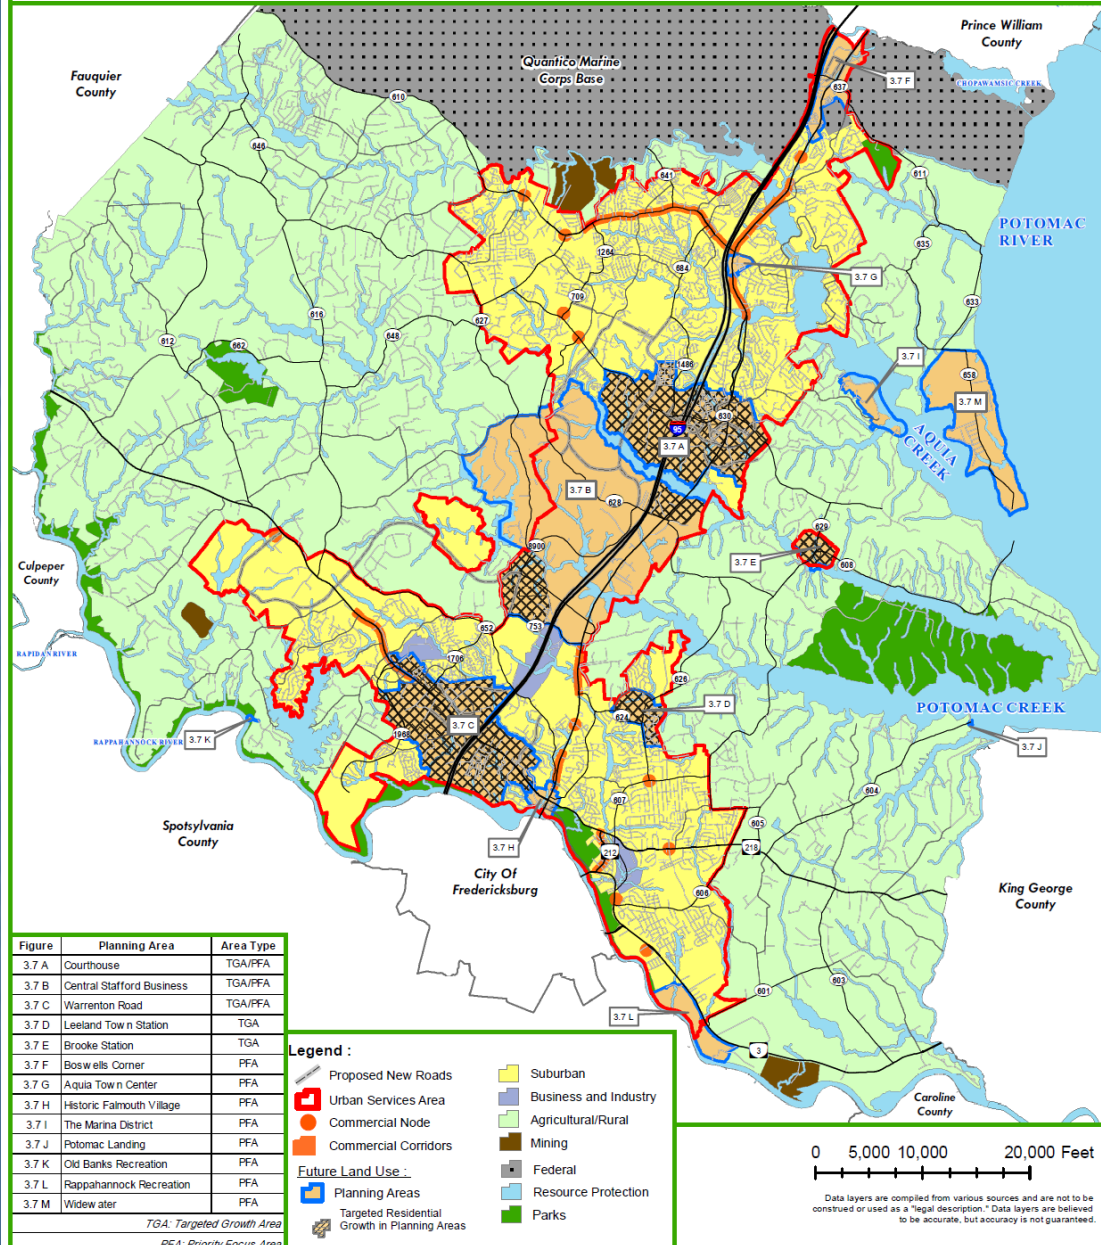 Prince William
County
Quantico Marine
Corps Base
Fauquier
County
3.7 F
CHOPAWAMSIC CREEK
637
610
646
641
611
POTOMAC
RIVER
635
1264
684
3.7 G
709
633
616
627
648
612
662
3.7 I
1486
658
3.7 M
630
95
3.7 A
AQUIA
CREEK
3.7 B
628
629
8900
3.7 E
608
Culpeper
County
652
753
RAPIDAN RIVER
1706
626
3.7 D
624
POTOMAC CREEK
3.7 C
1968
RAPPAHANNOCK RIVER
3.7 K
3.7 J
604
607
605
Spotsylvania
County
3.7 H
212
218
City Of
Fredericksburg
606
King George
County
603
601
3.7 L
3
Caroline
County
Figure Planning Area Area Type
3.7 A Courthouse TGA/PFA
3.7 B Central Stafford Business TGA/PFA
3.7 C Warrenton Road TGA/PFA
3.7 D Leeland Town Station TGA
3.7 E Brooke Station TGA
3.7 F Boswells Corner PFA
3.7 G Aquia Town Center PFA
3.7 H Historic Falmouth Village PFA
3.7 I The Marina District PFA
3.7 J Potomac Landing PFA
3.7 K Old Banks Recreation PFA
3.7 L Rappahannock Recreation PFA
3.7 M Widewater PFA
TGA: Targeted Growth Area
PFA: Priority Focus Area
Legend :
Proposed New Roads
Urban Services Area
Commercial Node
Commercial Corridors
Future Land Use :
Planning Areas
Targeted Residential
Growth in Planning Areas
Suburban
Business and Industry
Agricultural/Rural
Mining
Federal
Resource Protection
Parks
0 5,000 10,000 20,000 Feet
Data layers are compiled from various sources and are not to be
construed or used as a "legal description." Data layers are believed
to be accurate, but accuracy is not guaranteed.